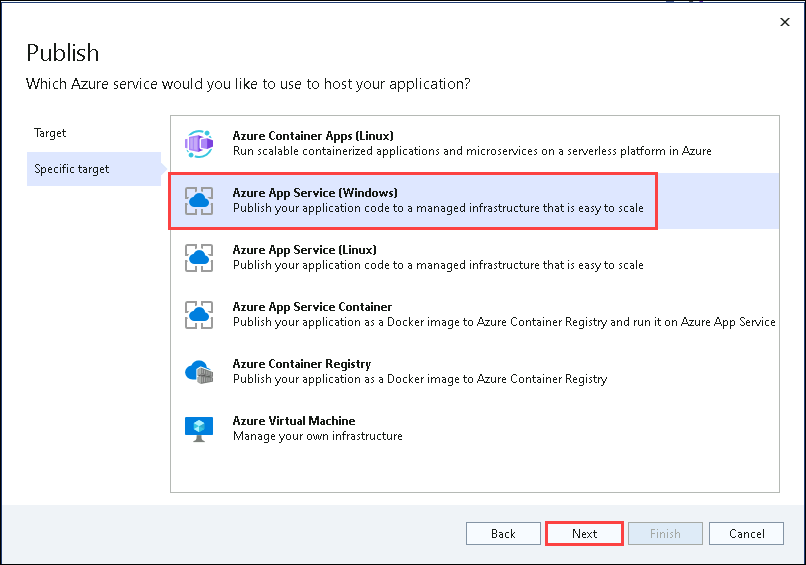 Publish
Which Azure service would you like to use to host your application?
Target
Specific target
Azure Container Apps (Linux)
Run scalable containerized applications and microservices on a serverless platform in Azure
Azure App Service (Windows)
Publish your application code to a managed infrastructure that is easy to scale
Azure App Service (Linux)
Publish your application code to a managed infrastructure that is easy to scale
Azure App Service Container
Publish your application as a Docker image to Azure Container Registry and run it on Azure App Service
Azure Container Registry
Publish your application as a Docker image to Azure Container Registry
Azure Virtual Machine
Manage your own infrastructure
Back
Next
Finish
Cancel